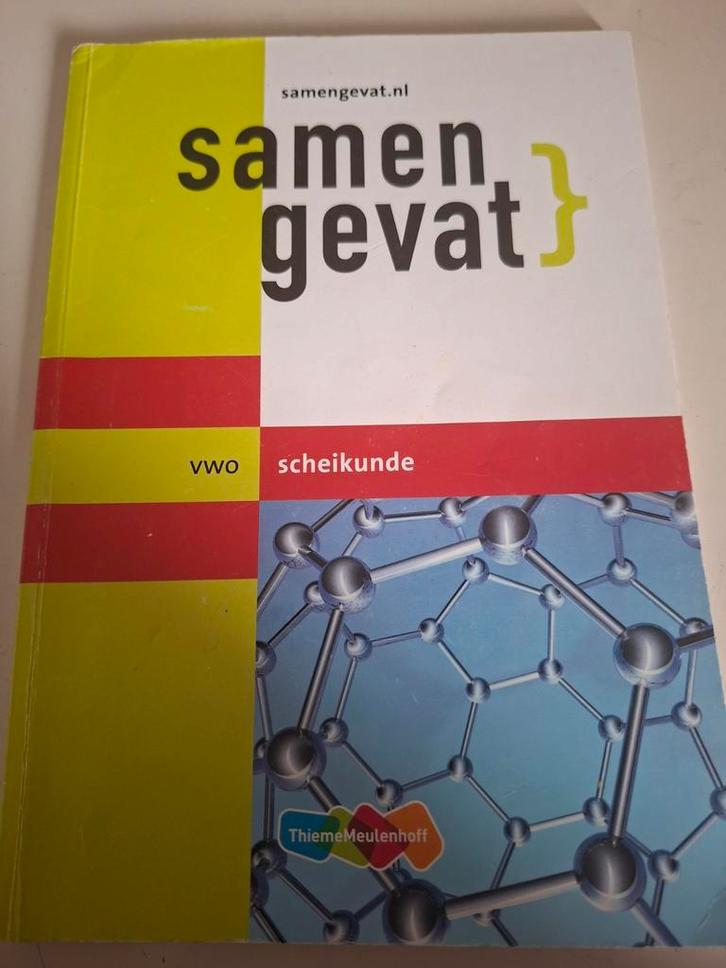 samengevat.nl
samen
gevat}
vwo
scheikunde
ThiemeMeulenhoff